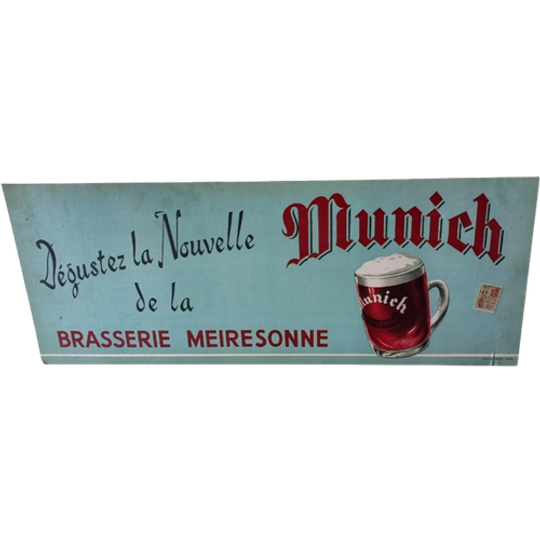 Dégustez la Nouvelle
Munich
de la
BRASSERIE MEIRESONNE
Munich